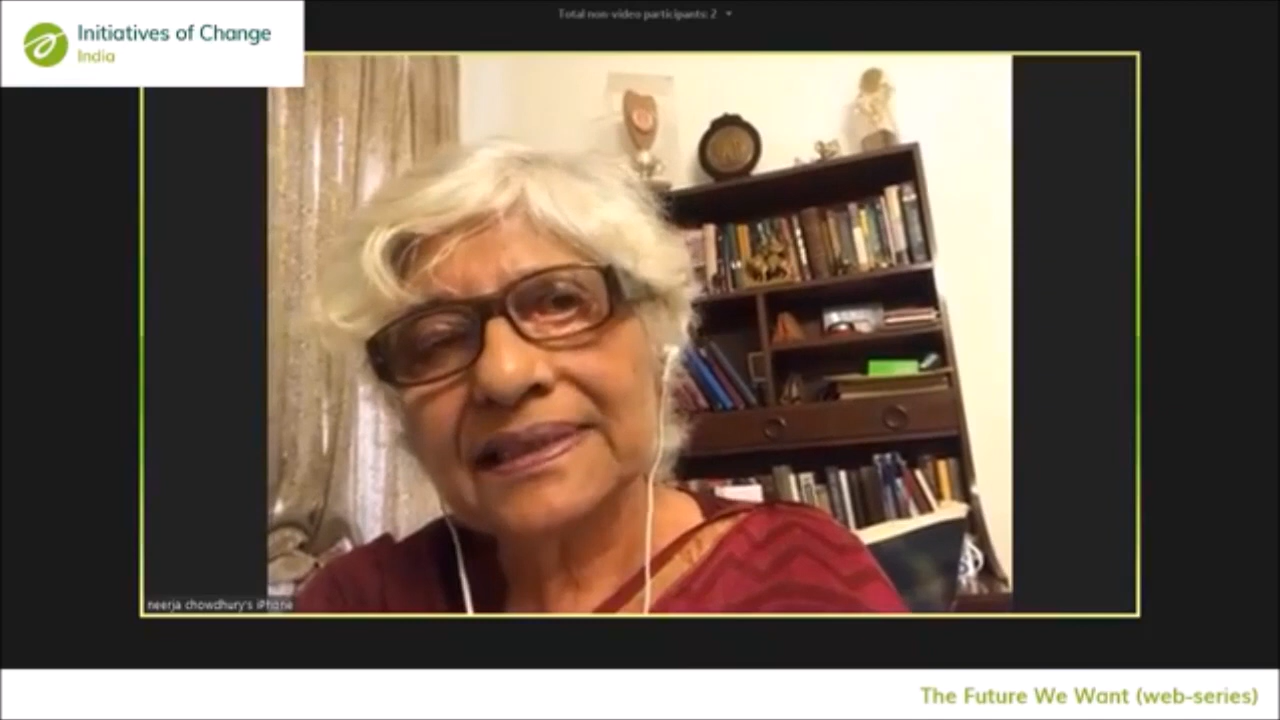 Total non-video participants: 2
Initiatives of Change
India
neerja chowdhury's iPhone
The Future We Want (web-series)